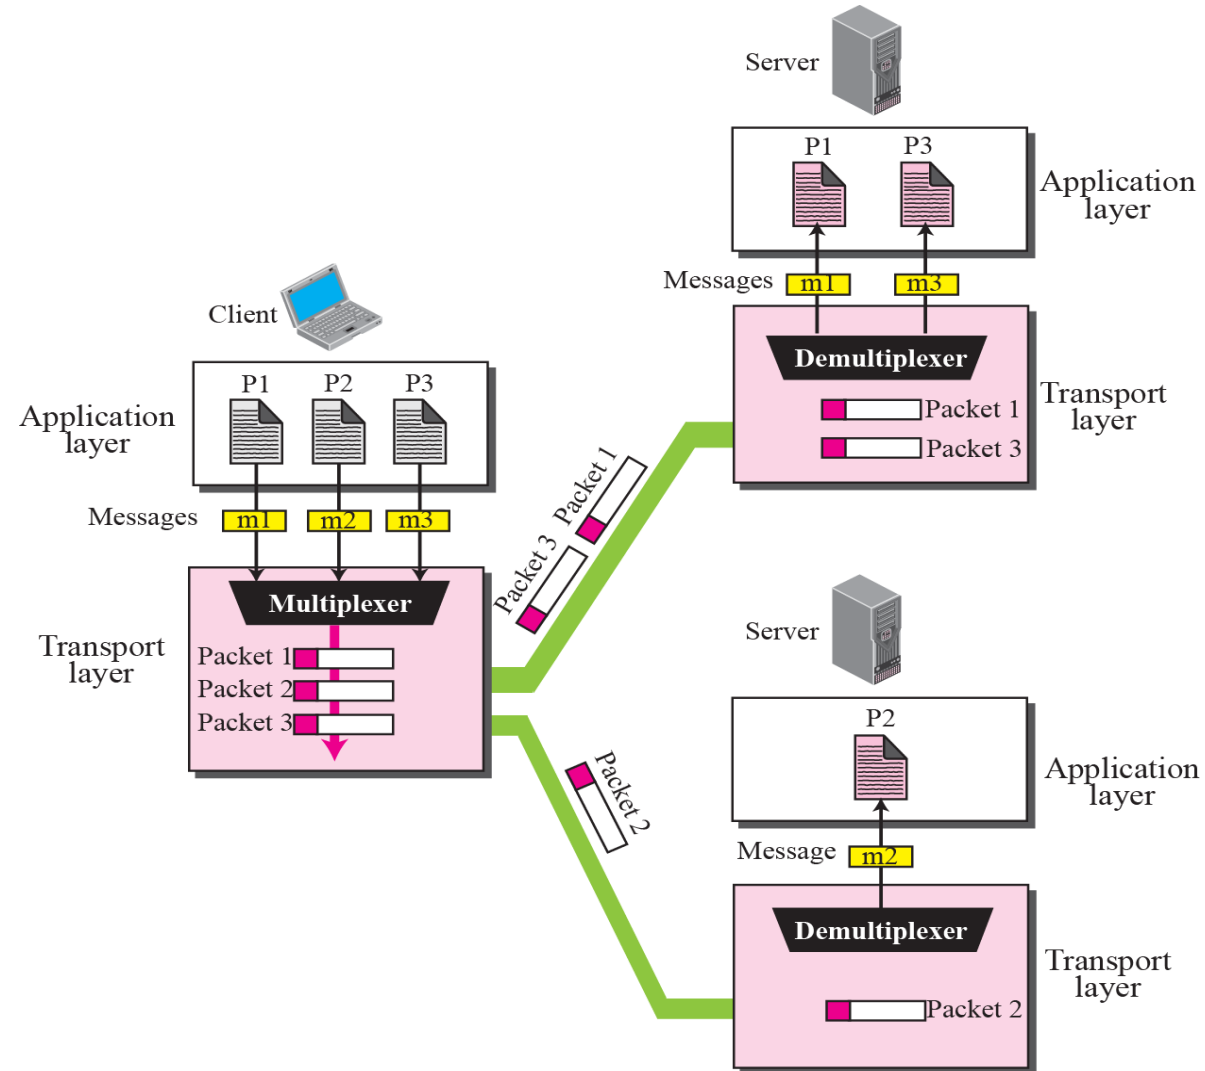 Server
P1 P3
Application
layer
Messages m1 m3
Demultiplexer
Packet 1
Packet 3
Transport
layer
Client
P1 P2 P3
Application
layer
Messages m1 m2 m3
Multiplexer
Transport
layer
Packet 1
Packet 2
Packet 3
Packet 1
Packet 3
Packet 2
Server
P2
Application
layer
Message m2
Demultiplexer
Packet 2
Transport
layer